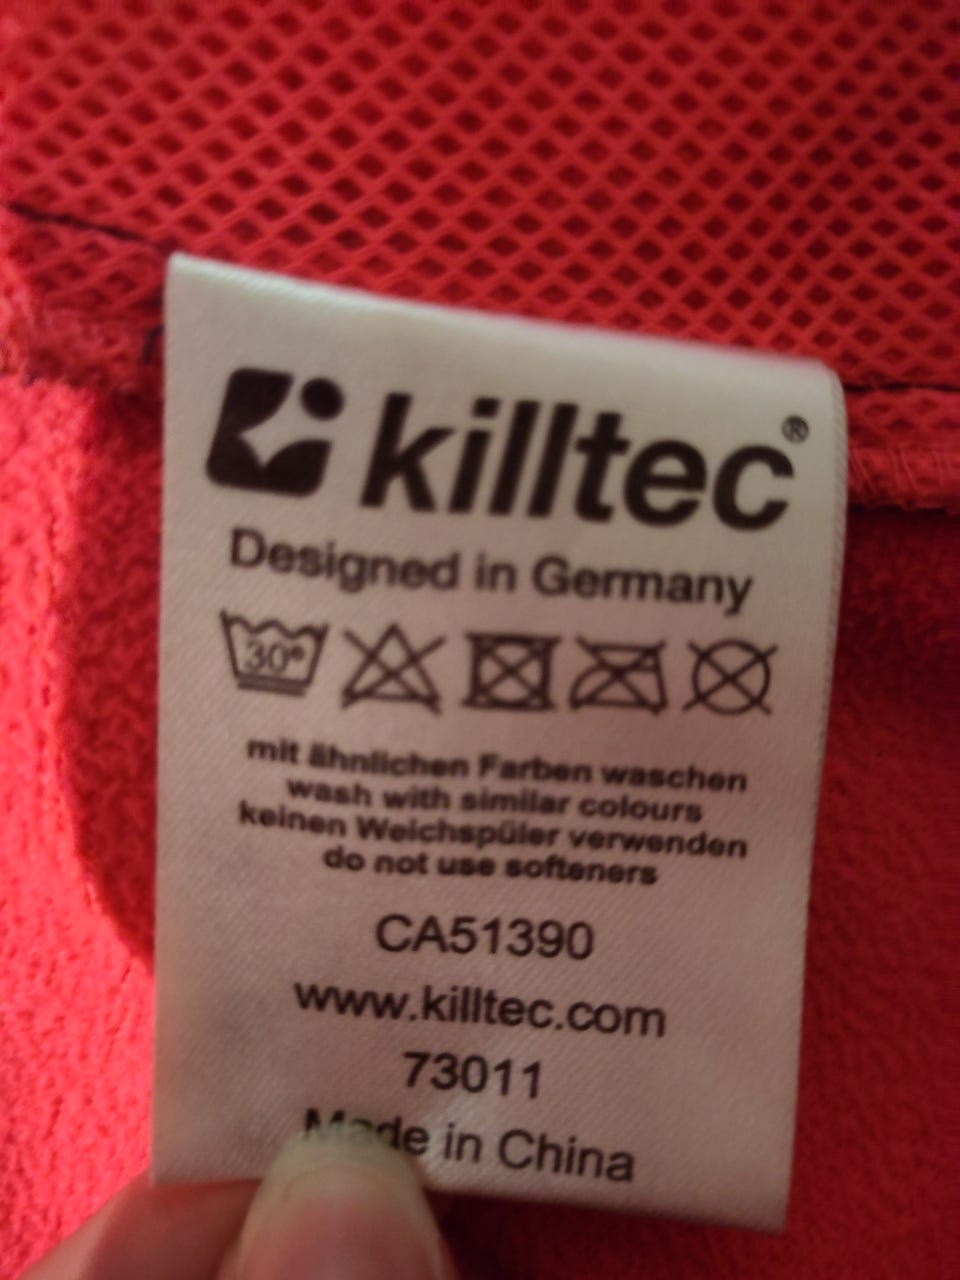 killtec®
Designed in Germany
30°
mit ähnlichen Farben waschen
wash with similar colours
keinen Weichspüler verwenden
do not use softeners
CA51390
www.killtec.com
73011
Made in China